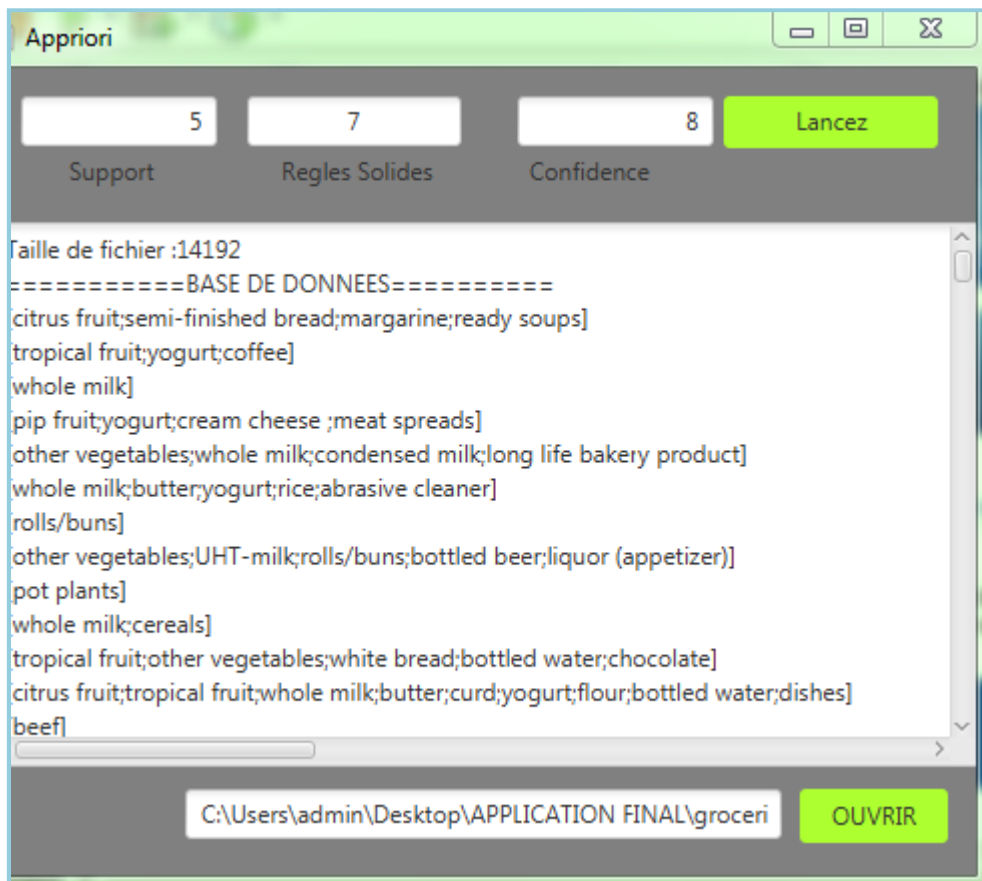 Appriori
5 7 8 Lancez
Support Regles Solides Confidence
Taille de fichier :14192
===========BASE DE DONNEES==========
[citrus fruit;semi-finished bread;margarine;ready soups]
[tropical fruit;yogurt;coffee]
[whole milk]
[pip fruit;yogurt;cream cheese ;meat spreads]
[other vegetables;whole milk;condensed milk;long life bakery product]
[whole milk;butter;yogurt;rice;abrasive cleaner]
[rolls/buns]
[other vegetables;UHT-milk;rolls/buns;bottled beer;liquor (appetizer)]
[pot plants]
[whole milk;cereals]
[tropical fruit;other vegetables;white bread;bottled water;chocolate]
[citrus fruit;tropical fruit;whole milk;butter;curd;yogurt;flour;bottled water;dishes]
[beef]
C:\Users\admin\Desktop\APPLICATION FINAL\groceri OUVRIR